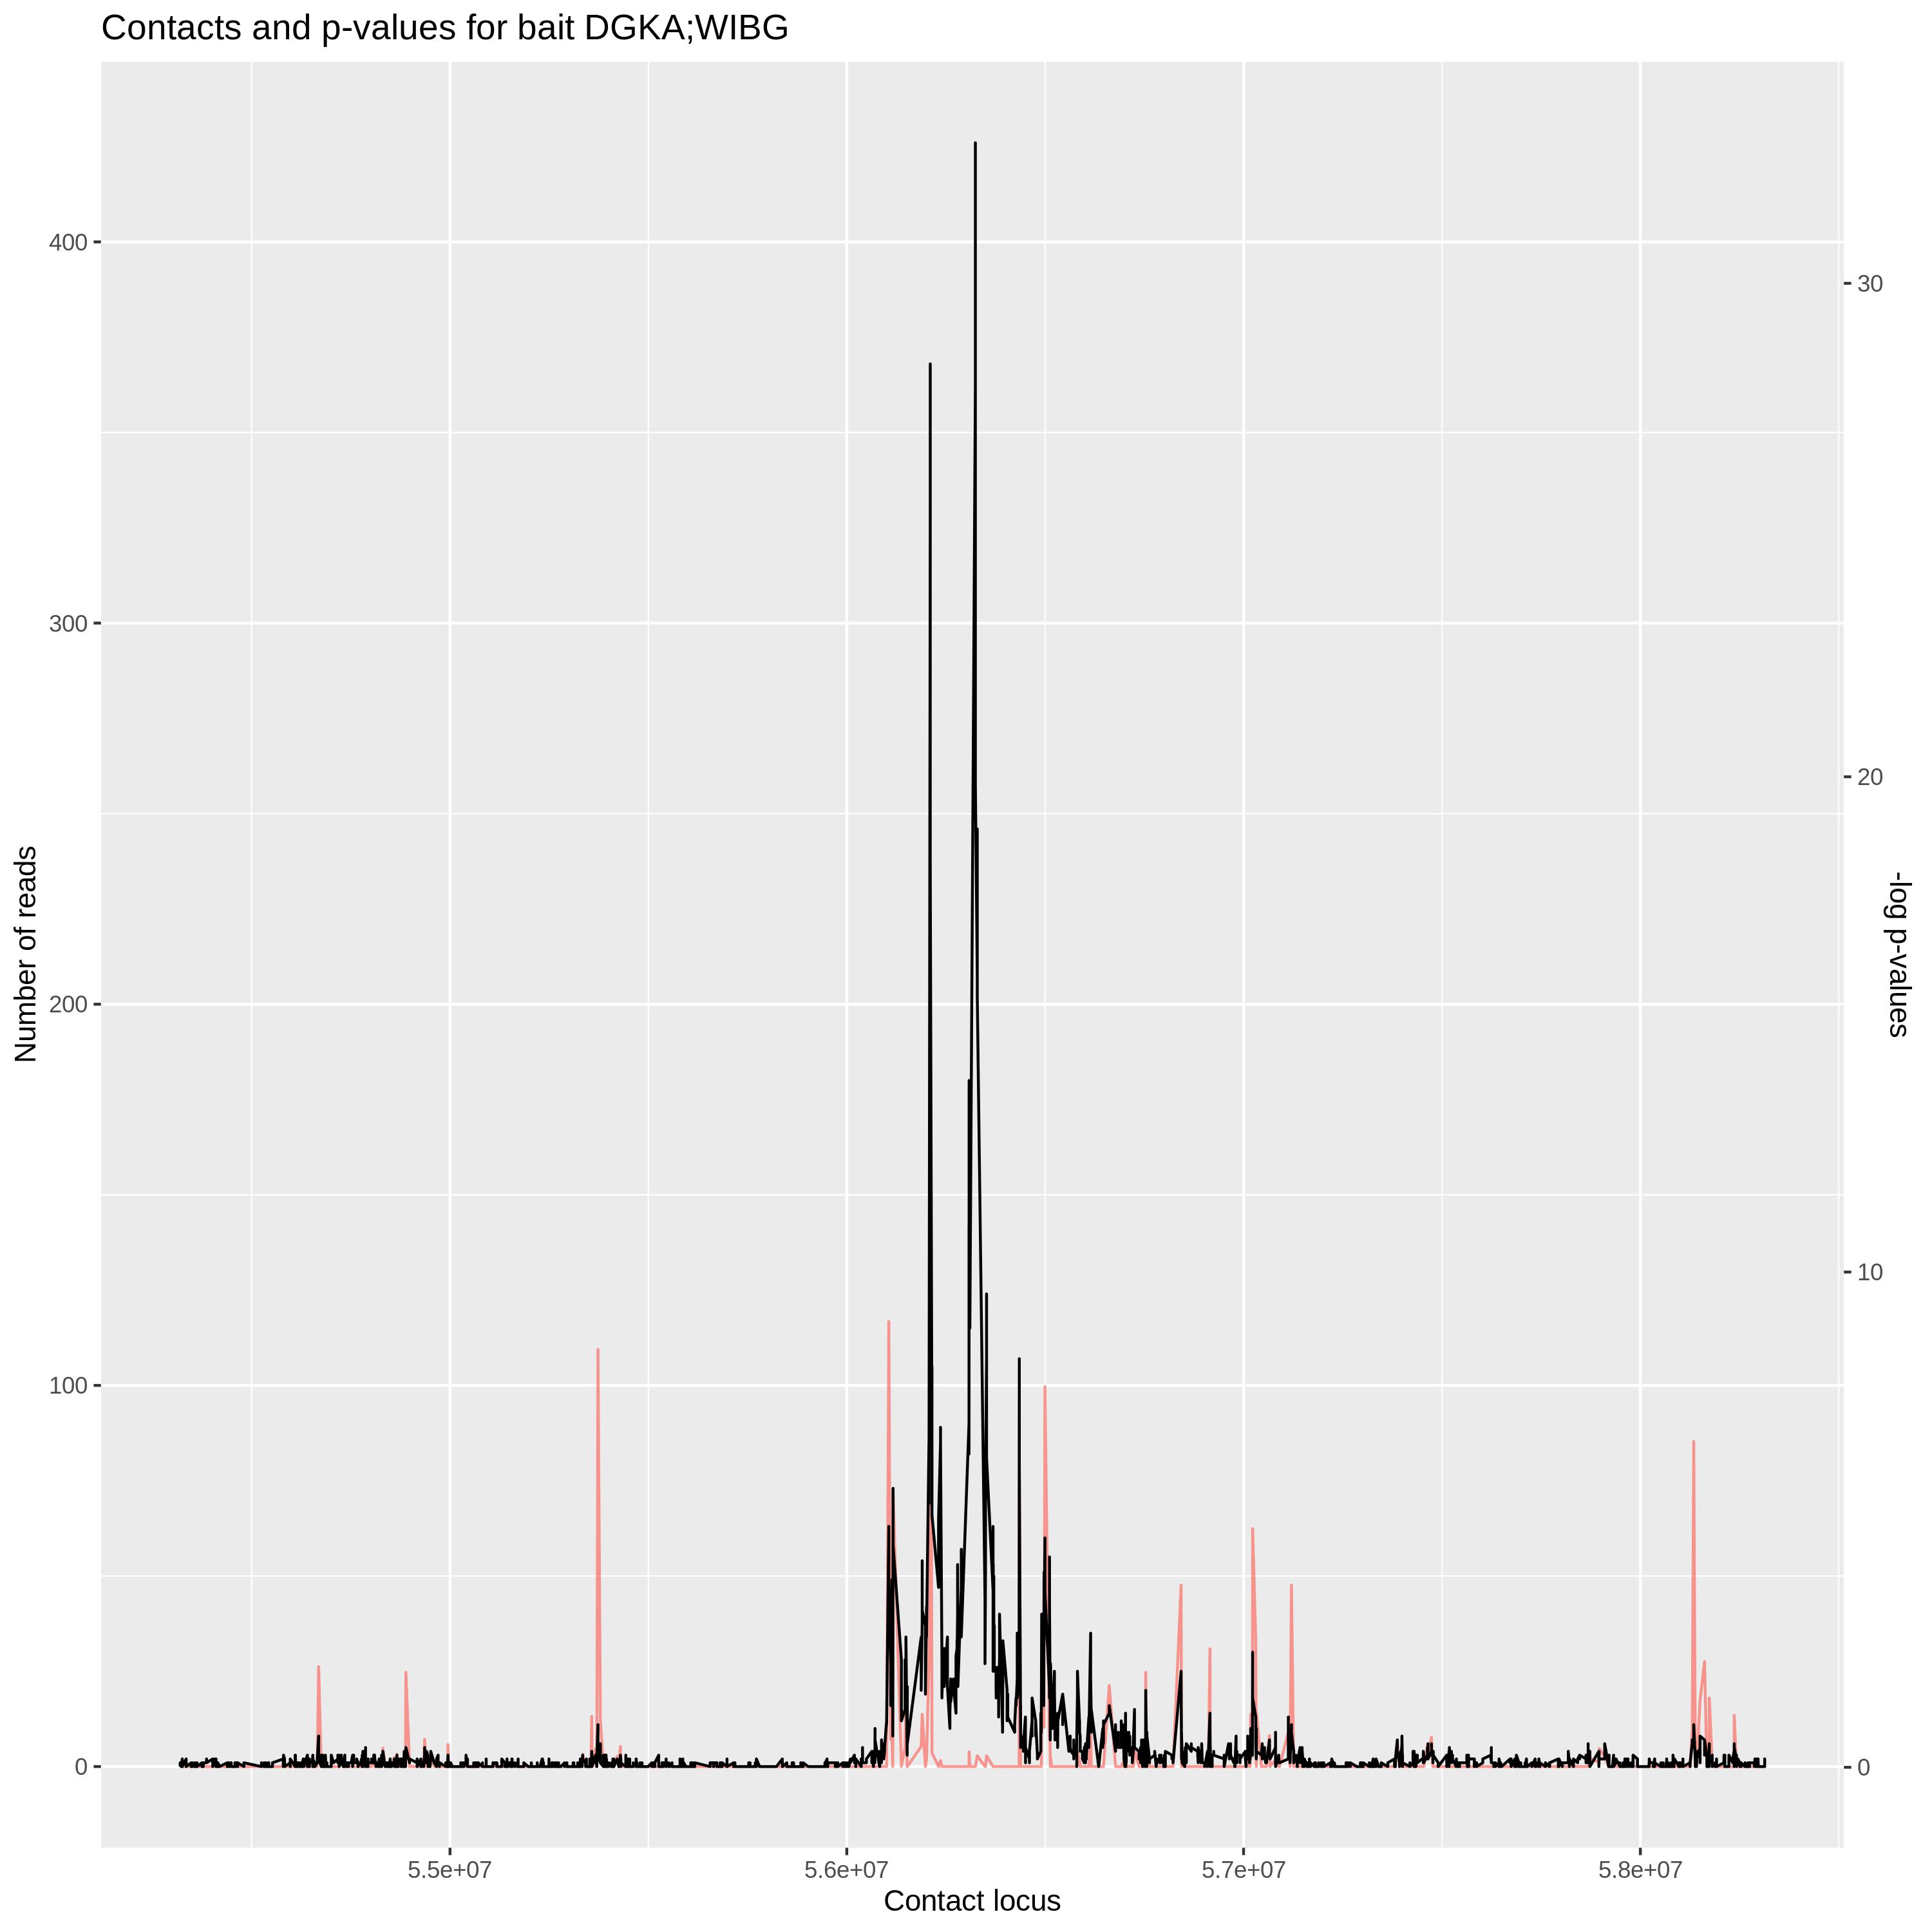 Contacts and p-values for bait DGKA;WIBG
400
300
200
100
0
Number of reads
30
20
10
0
-log p-values
5.5e+07
5.6e+07
5.7e+07
5.8e+07
Contact locus